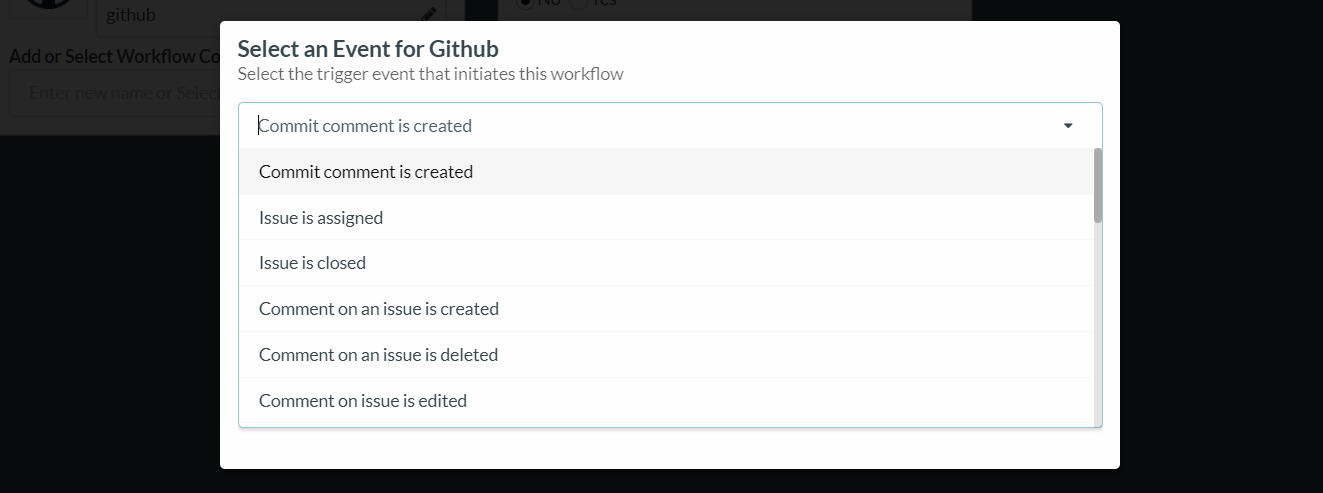 github
No Yes
Add or Select Workflow Co
Enter new name or Select
Select an Event for Github
Select the trigger event that initiates this workflow
Commit comment is created
Commit comment is created
Issue is assigned
Issue is closed
Comment on an issue is created
Comment on an issue is deleted
Comment on issue is edited